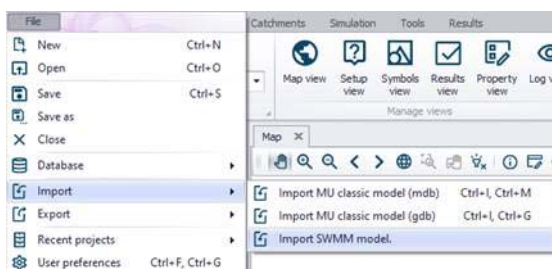 File
Catchments Simulation Tools Results
New Ctrl+N
Open Ctrl+O
Save Ctrl+S
Save as
Close
Database
Import
Export
Recent projects
User preferences Ctrl+F, Ctrl+G
Map view
Setup view
Symbols view
Results view
Property view
Log v
Manage views
Map
Import MU classic model (mdb) Ctrl+I, Ctrl+M
Import MU classic model (gdb) Ctrl+I, Ctrl+G
Import SWMM model.